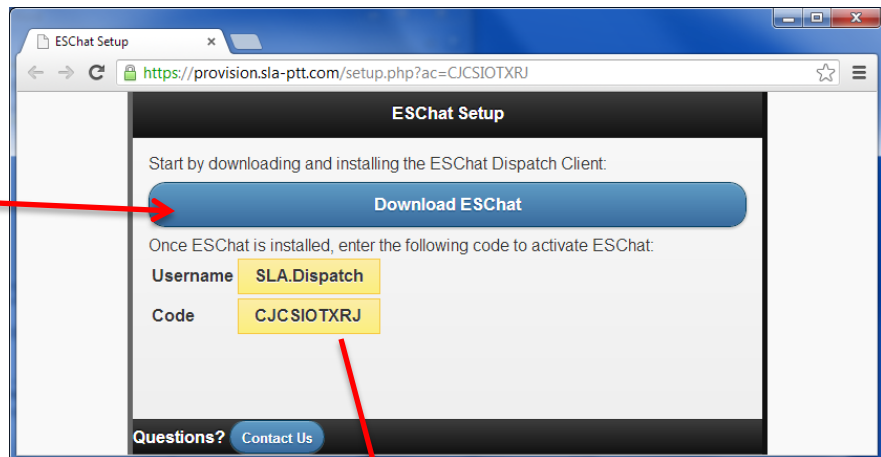 ESChat Setup
https://provision.sla-ptt.com/setup.php?ac=CJCSIOTXRJ
ESChat Setup
Start by downloading and installing the ESChat Dispatch Client:
Download ESChat
Once ESChat is installed, enter the following code to activate ESChat:
Username SLA.Dispatch
Code CJCSIOTXRJ
Questions? Contact Us